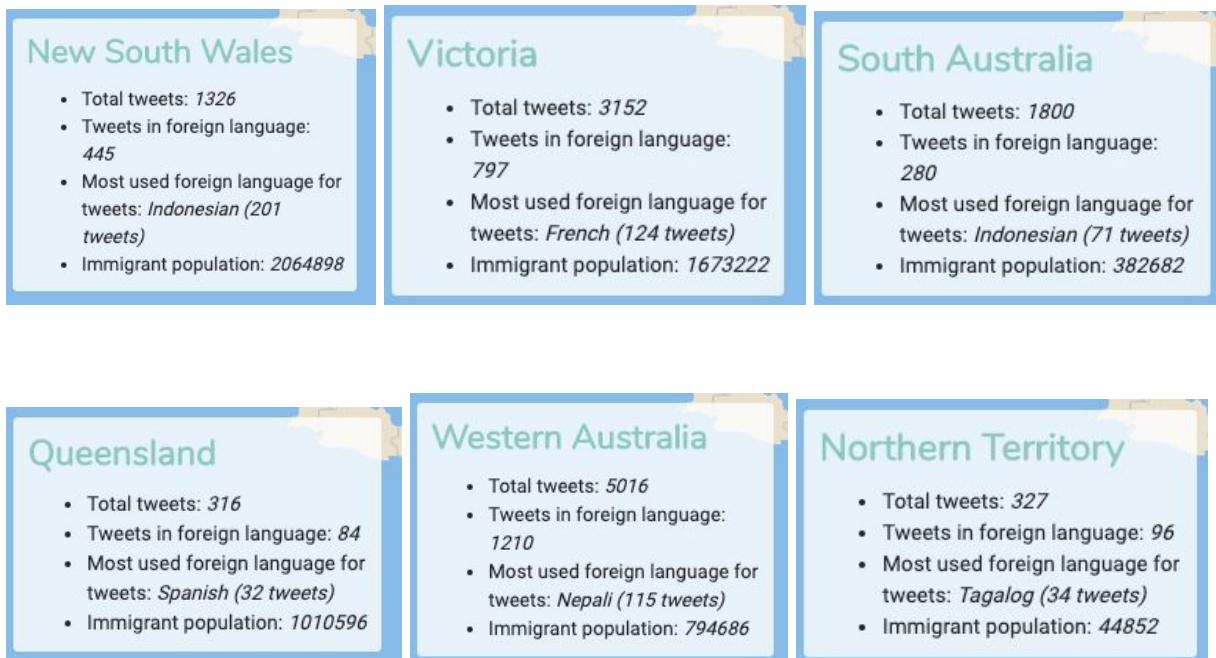 New South Wales
• Total tweets: 1326
• Tweets in foreign language:
445
• Most used foreign language for
tweets: Indonesian (201
tweets)
• Immigrant population: 2064898
Victoria
• Total tweets: 3152
• Tweets in foreign language:
797
• Most used foreign language for
tweets: French (124 tweets)
• Immigrant population: 1673222
South Australia
• Total tweets: 1800
• Tweets in foreign language:
280
• Most used foreign language for
tweets: Indonesian (71 tweets)
• Immigrant population: 382682
Queensland
• Total tweets: 316
• Tweets in foreign language: 84
• Most used foreign language for
tweets: Spanish (32 tweets)
• Immigrant population: 1010596
Western Australia
• Total tweets: 5016
• Tweets in foreign language:
1210
• Most used foreign language for
tweets: Nepali (115 tweets)
• Immigrant population: 794686
Northern Territory
• Total tweets: 327
• Tweets in foreign language: 96
• Most used foreign language for
tweets: Tagalog (34 tweets)
• Immigrant population: 44852